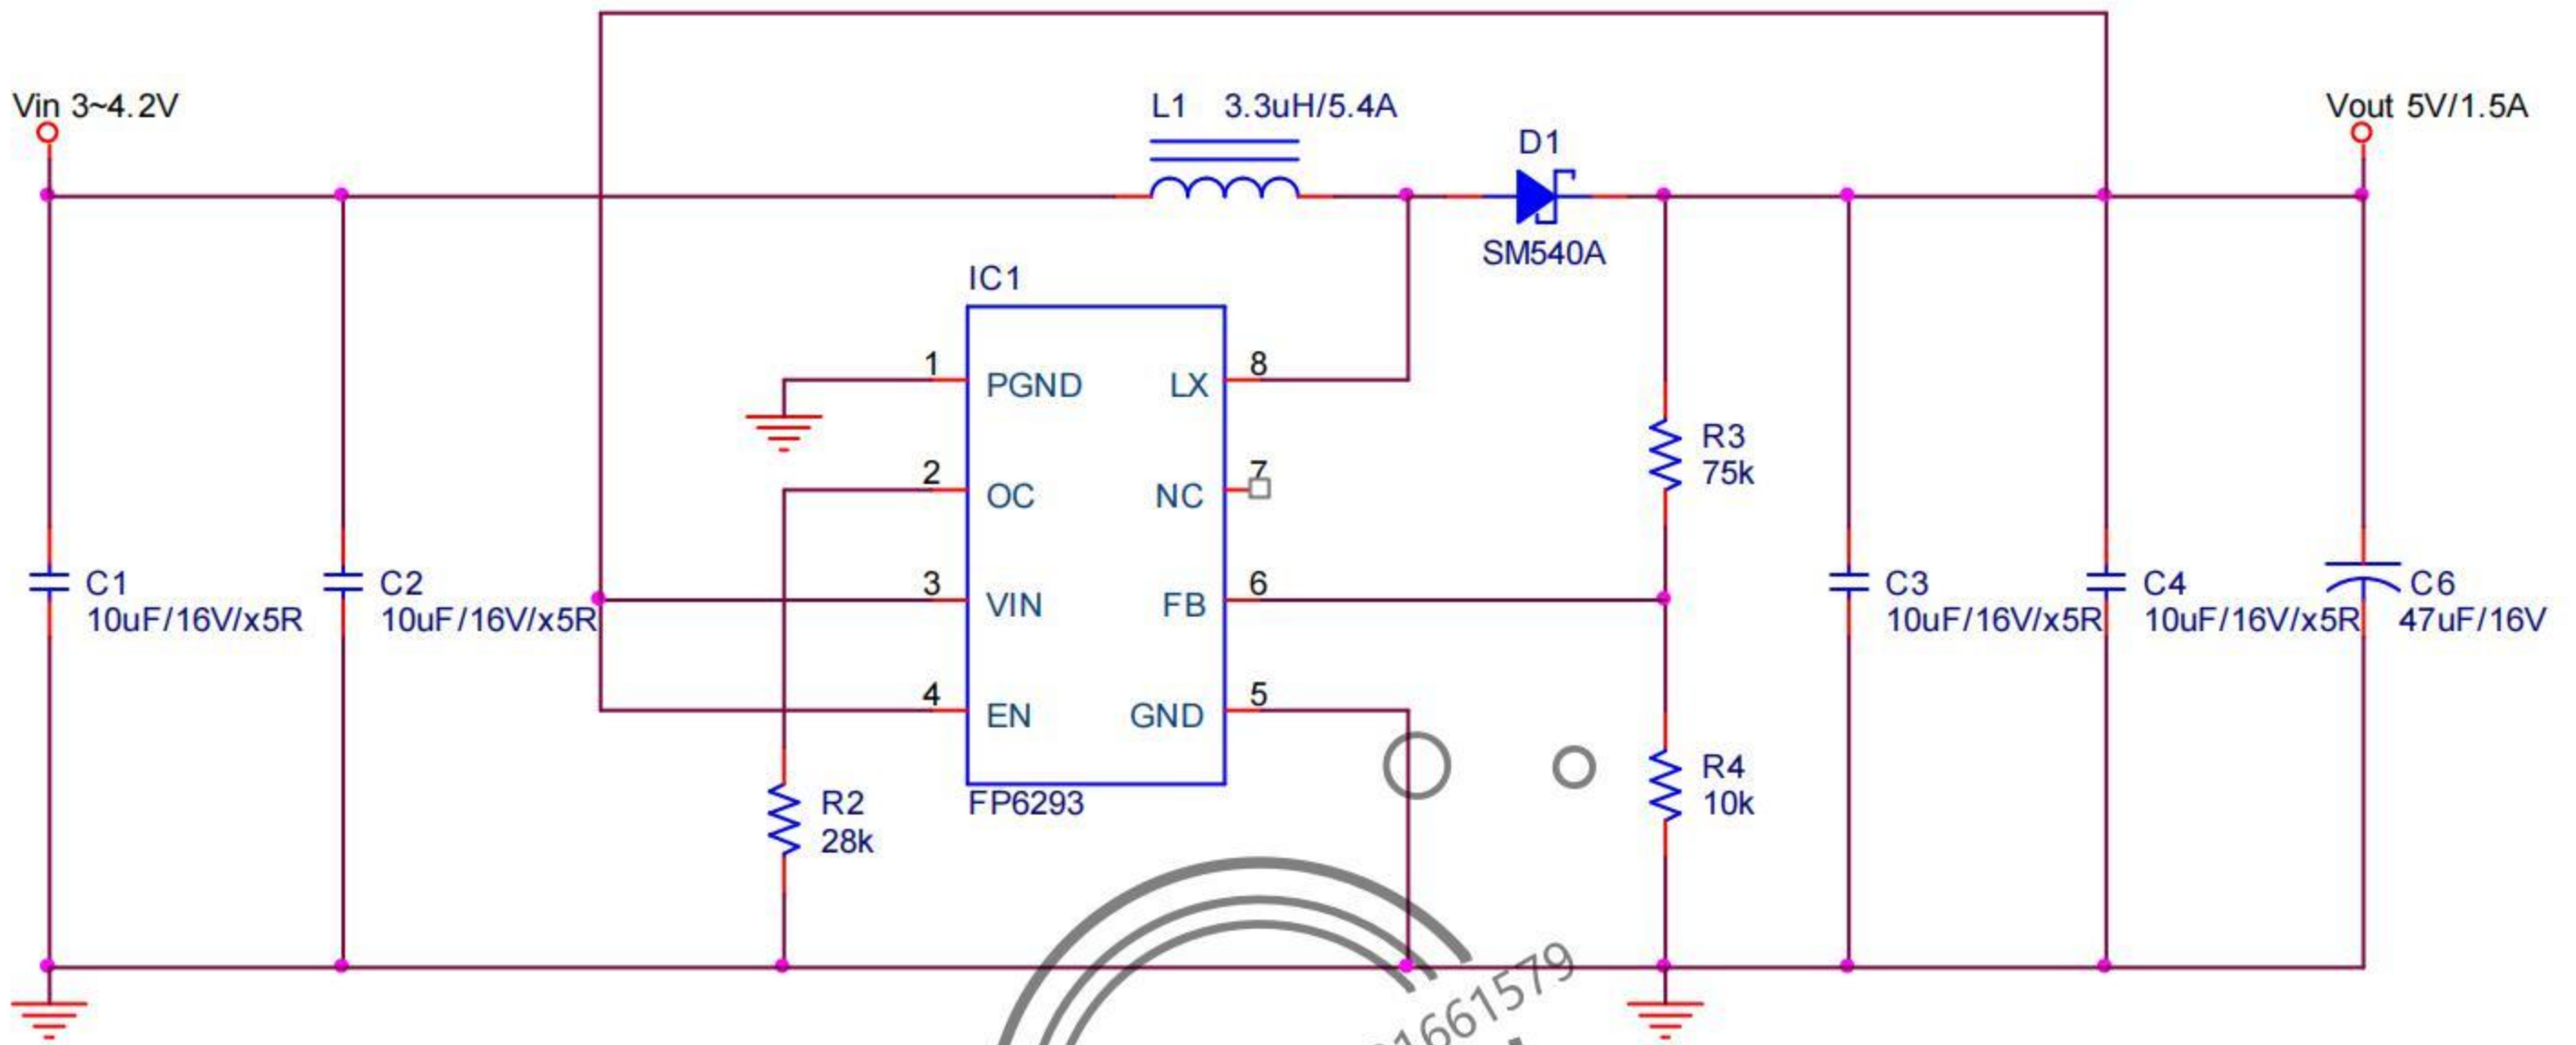 Vin 3~4.2V
L1 3.3uH/5.4A
D1
SM540A
Vout 5V/1.5A
IC1
1 PGND LX 8
2 OC NC 7
3 VIN FB 6
4 EN GND 5
FP6293
R3
75k
C1
10uF/16V/x5R
C2
10uF/16V/x5R
C3
10uF/16V/x5R
C4
10uF/16V/x5R
C6
47uF/16V
R2
28k
R4
10k
1661579